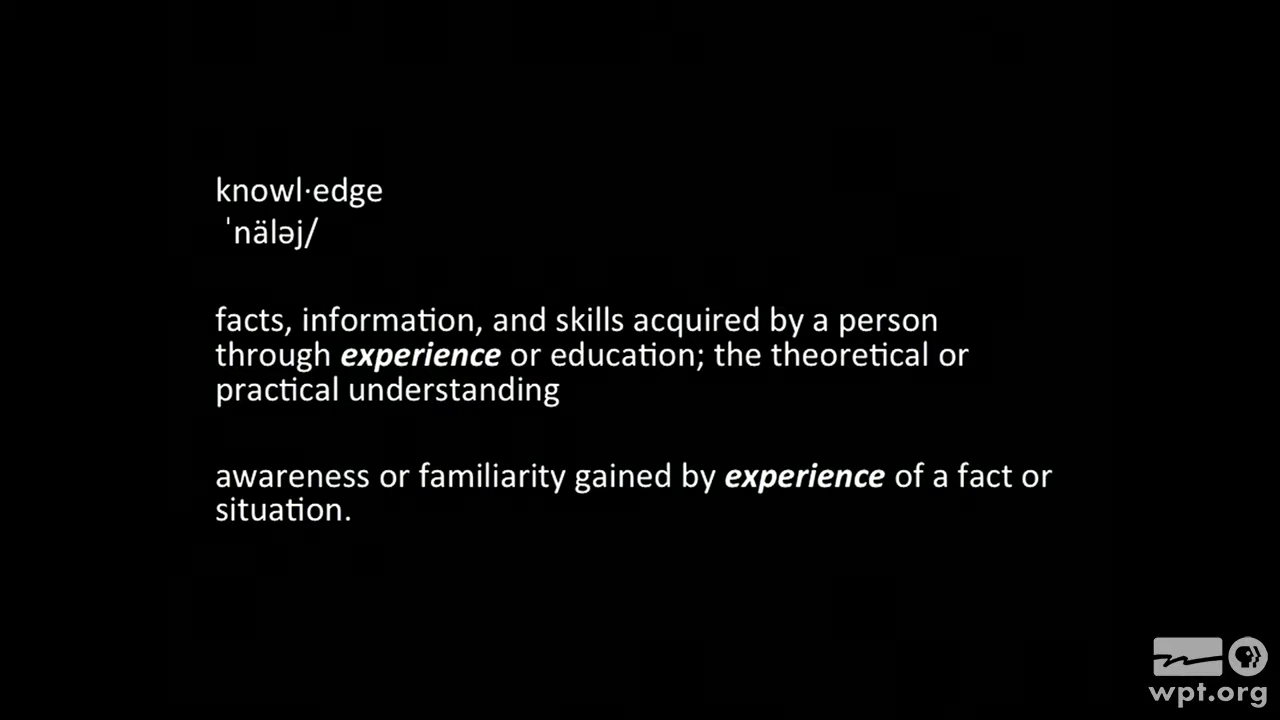 knowl·edge
ˈnäləj/
facts, information, and skills acquired by a person
through experience or education; the theoretical or
practical understanding
awareness or familiarity gained by experience of a fact or
situation.
wpt.org